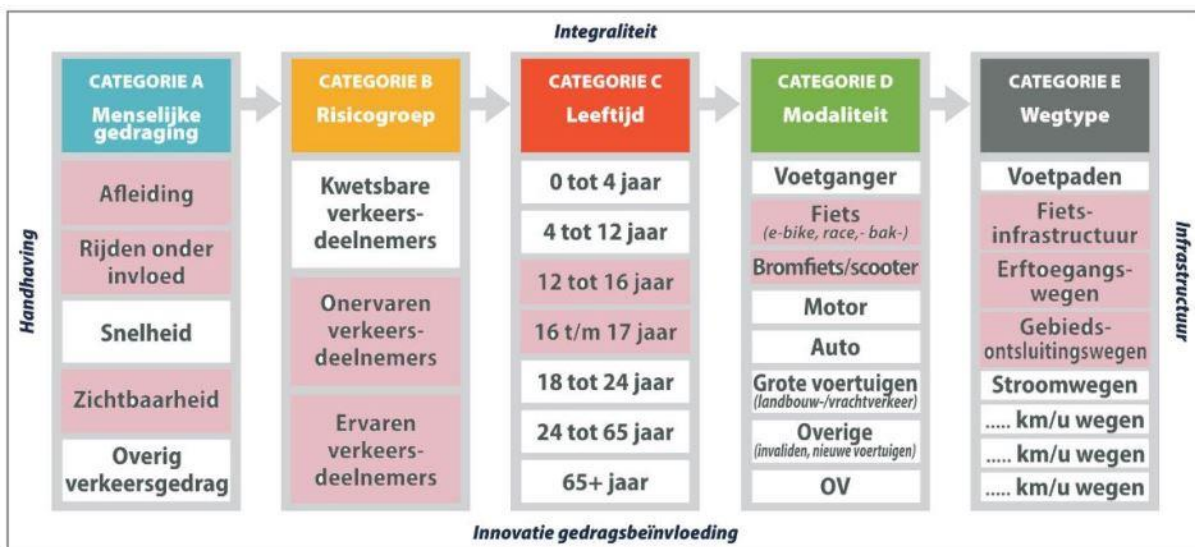 Integraliteit
Handhaving
CATEGORIE A
Menselijke
gedraging
Afleiding
Rijden onder
invloed
Snelheid
Zichtbaarheid
Overig
verkeersgedrag
CATEGORIE B
Risicogroep
Kwetsbare
verkeers-
deelnemers
Onervaren
verkeers-
deelnemers
Ervaren
verkeers-
deelnemers
CATEGORIE C
Leeftijd
0 tot 4 jaar
4 tot 12 jaar
12 tot 16 jaar
16 t/m 17 jaar
18 tot 24 jaar
24 tot 65 jaar
65+ jaar
CATEGORIE D
Modaliteit
Voetganger
Fiets
(e-bike, race,- bak-)
Bromfiets/scooter
Motor
Auto
Grote voertuigen
(landbouw-/vrachtverkeer)
Overige
(invaliden, nieuwe voertuigen)
OV
CATEGORIE E
Wegtype
Voetpaden
Fiets-
infrastructuur
Erftoegangs-
wegen
Gebieds-
ontsluitingswegen
Stroomwegen
..... km/u wegen
..... km/u wegen
..... km/u wegen
Infrastructuur
Innovatie gedragsbeïnvloeding